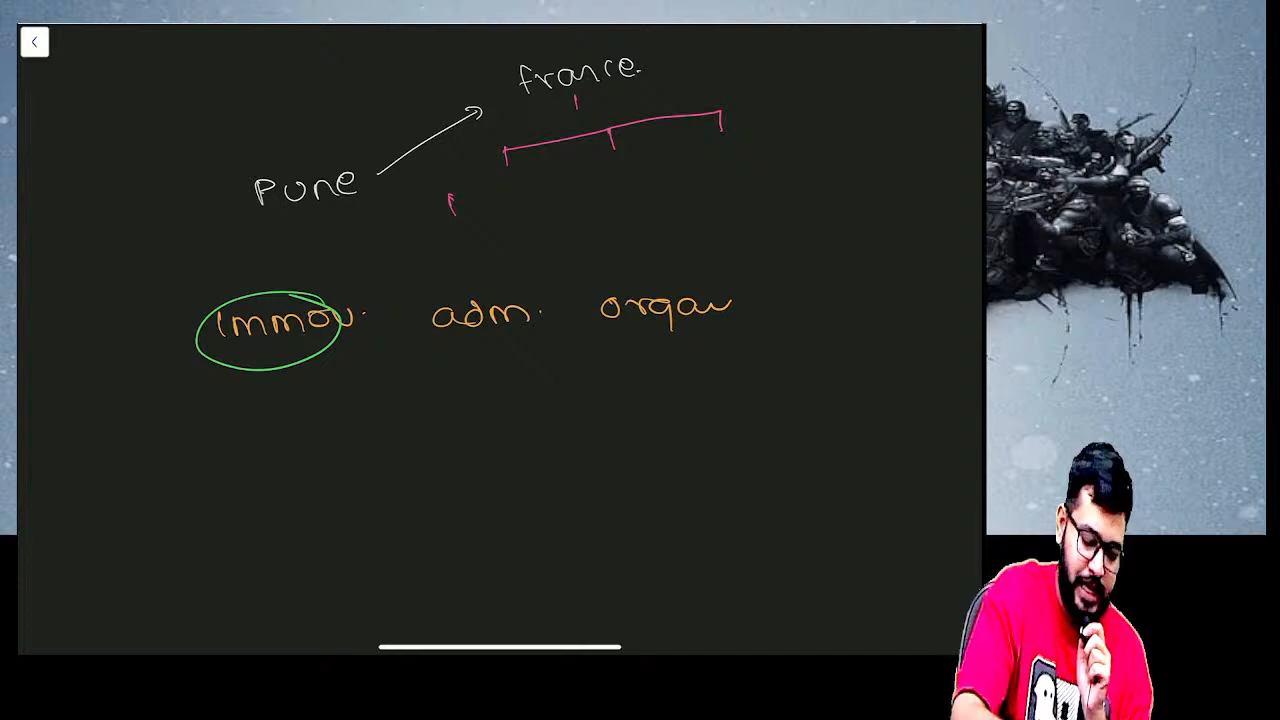 france.
Pune
Immov. adm. organ